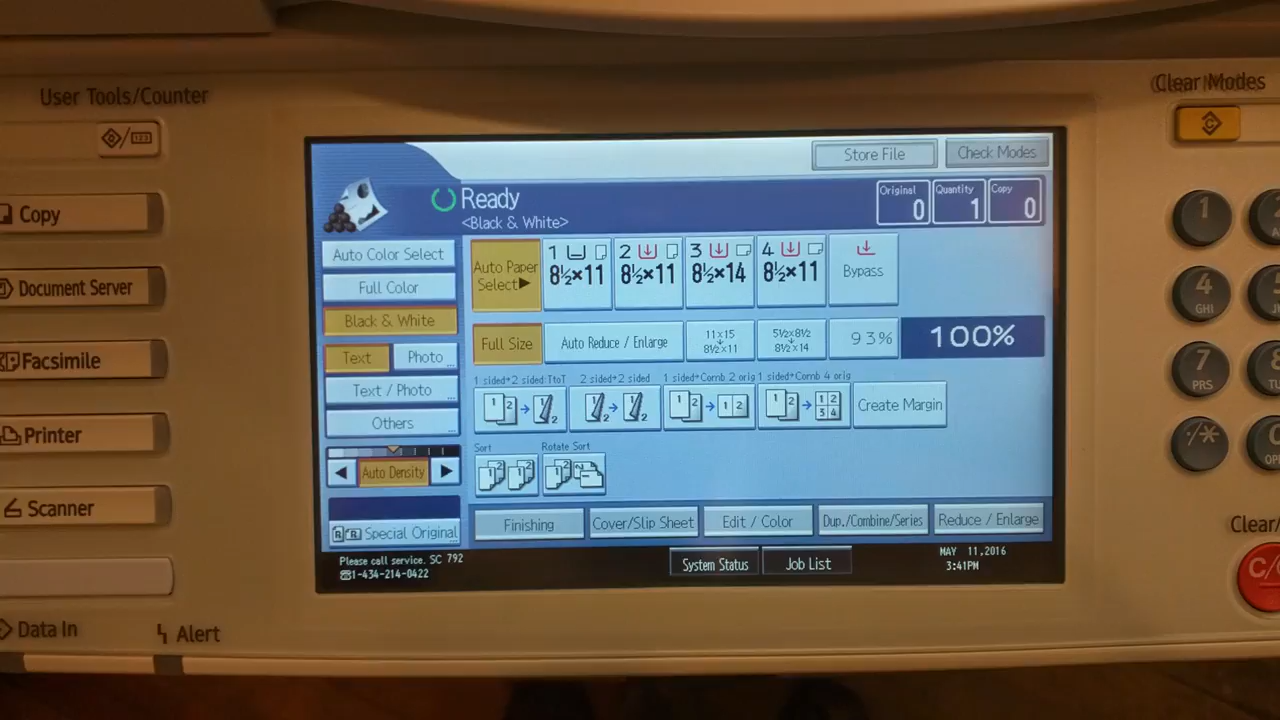 User Tools/Counter
Clear Modes
Copy
Document Server
Facsimile
Printer
Scanner
Data In
Alert
Store File
Check Modes
Ready
<Black & White>
Original 0
Quantity 1
Copy 0
Auto Color Select
Full Color
Black & White
Text
Photo
Text / Photo
Others
Auto Density
Special Original
Auto Paper
Select▶
1 8½×11
2 8½×11
3 8½×14
4 8½×11
Bypass
Full Size
Auto Reduce / Enlarge
11×15
8½×11
5½×8½
8½×14
93%
100%
1 sided→2 sided:TtoT
2 sided→2 sided
1 sided→Comb 2 orig
1 sided→Comb 4 orig
Create Margin
Sort
Rotate Sort
Finishing
Cover/Slip Sheet
Edit / Color
Dup./Combine/Series
Reduce / Enlarge
Please call service. SC 792
☎1-434-214-0422
System Status
Job List
MAY 11,2016
3:41PM
1
4
GHI
7
PRS
./*
0
Clear/
C/